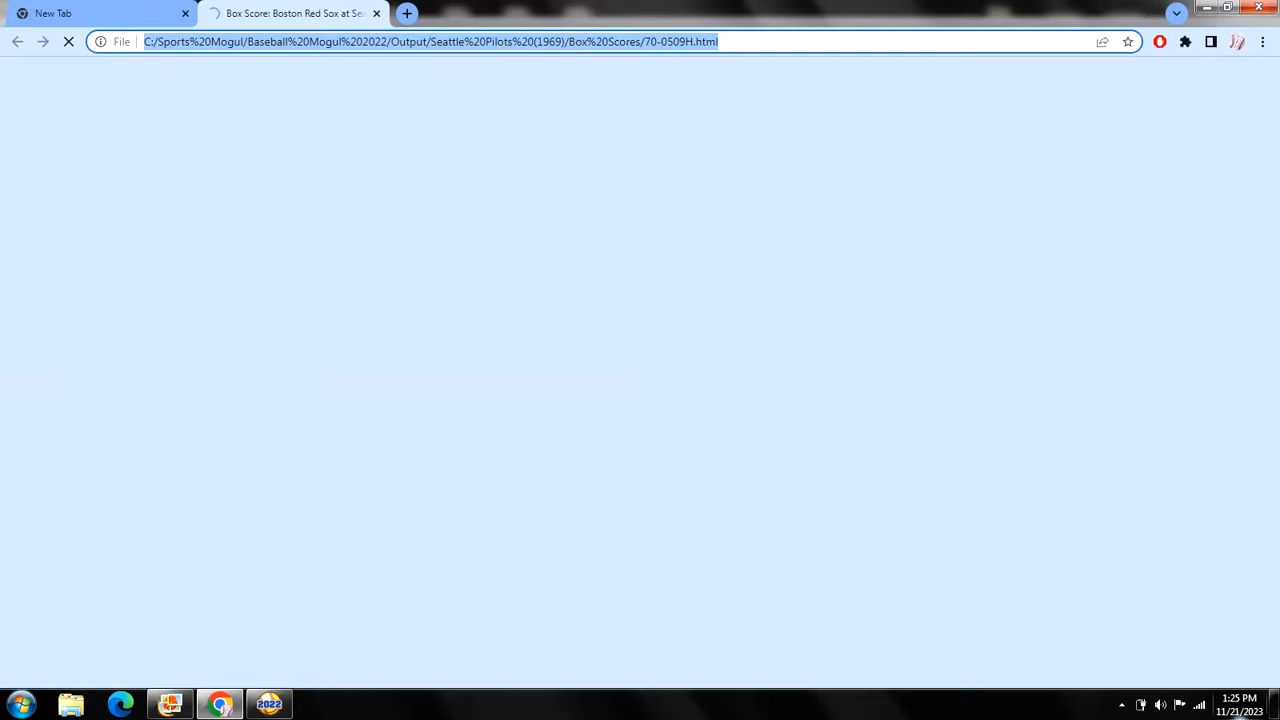 New Tab
Box Score: Boston Red Sox at Se
File
C:/Sports%20Mogul/Baseball%20Mogul%202022/Output/Seattle%20Pilots%20(1969)/Box%20Scores/70-0509H.html
2022
1:25 PM
11/21/2023